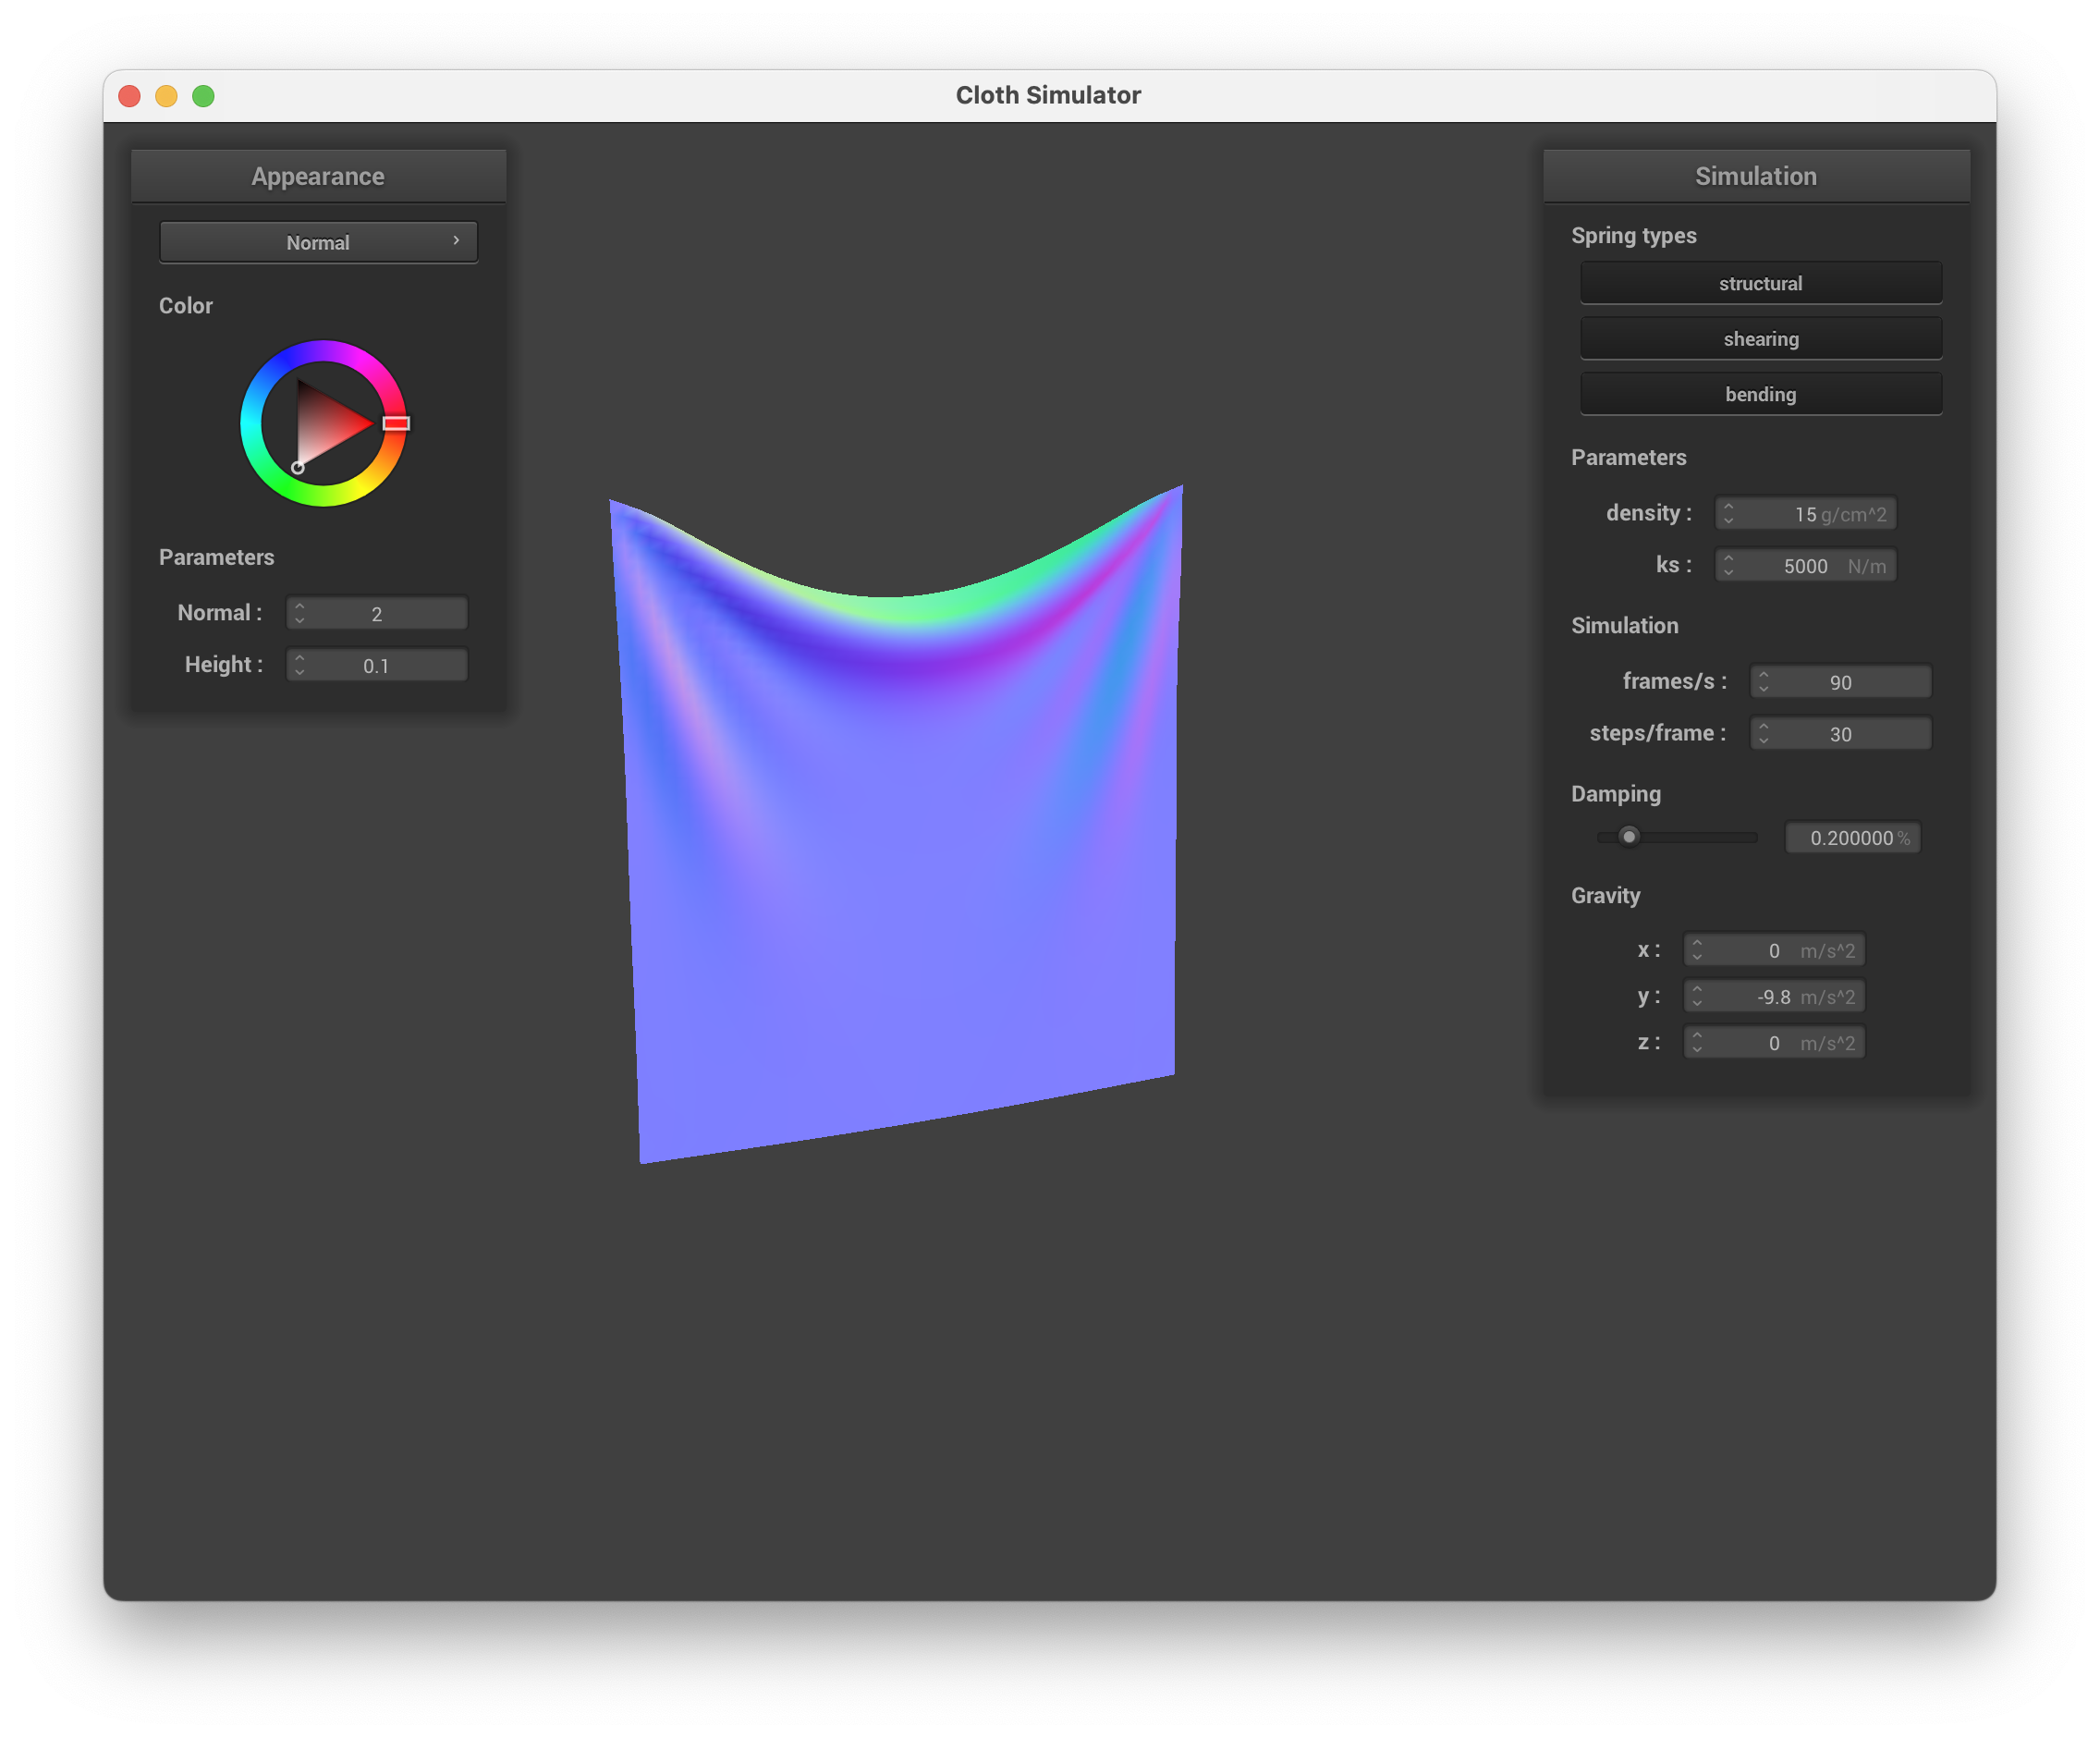 Cloth Simulator
Appearance
Normal
Color
Parameters
Normal : 2
Height : 0.1
Simulation
Spring types
structural
shearing
bending
Parameters
density : 15 g/cm^2
ks : 5000 N/m
Simulation
frames/s : 90
steps/frame : 30
Damping
0.200000 %
Gravity
x : 0 m/s^2
y : -9.8 m/s^2
z : 0 m/s^2